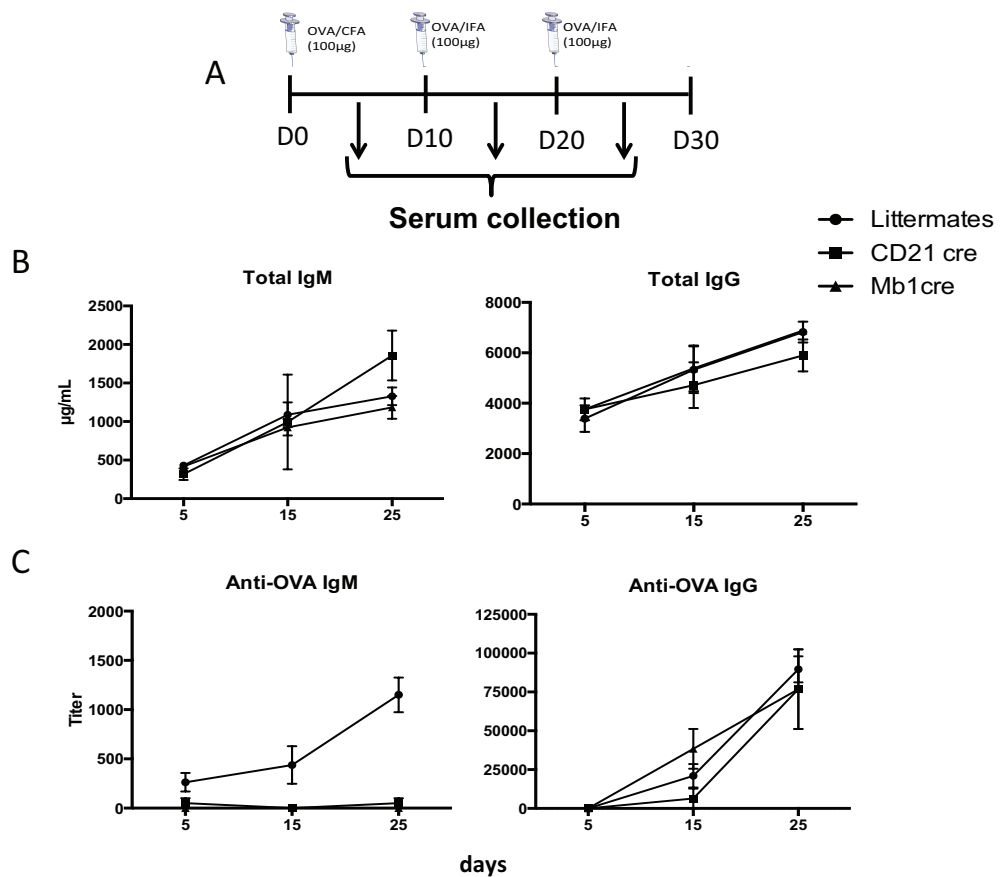 OVA/CFA
(100µg)
OVA/IFA
(100µg)
OVA/IFA
(100µg)
A
D0
D10
D20
D30
Serum collection
Littermates
CD21 cre
Mb1cre
B
Total IgM
2500
2000
1500
1000
500
0
µg/mL
5
15
25
Total IgG
8000
6000
4000
2000
0
5
15
25
C
Anti-OVA IgM
2000
1500
1000
500
0
Titer
5
15
25
Anti-OVA IgG
125000
100000
75000
50000
25000
0
5
15
25
days